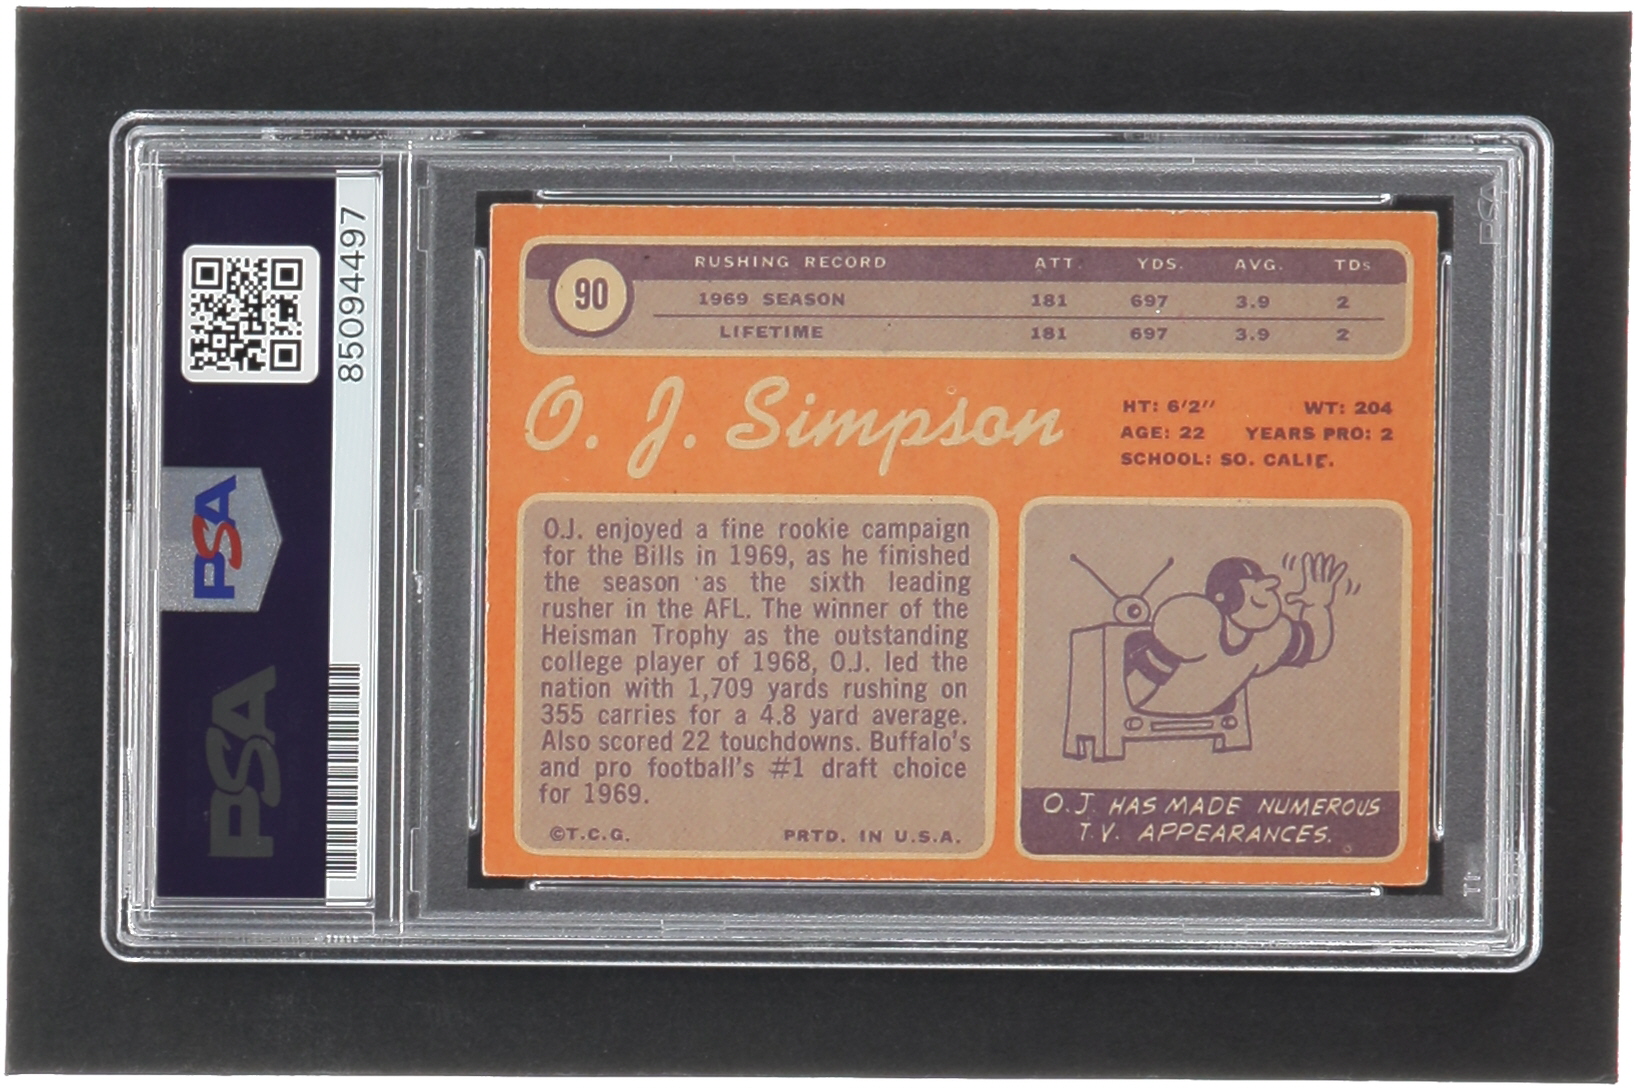 PSA
85094497
PSA
PSA
90
RUSHING RECORD ATT. YDS. AVG. TDs
1969 SEASON 181 697 3.9 2
LIFETIME 181 697 3.9 2
O. J. Simpson
HT: 6'2" WT: 204
AGE: 22 YEARS PRO: 2
SCHOOL: SO. CALIF.
O.J. enjoyed a fine rookie campaign
for the Bills in 1969, as he finished
the season as the sixth leading
rusher in the AFL. The winner of the
Heisman Trophy as the outstanding
college player of 1968, O.J. led the
nation with 1,709 yards rushing on
355 carries for a 4.8 yard average.
Also scored 22 touchdowns. Buffalo's
and pro football's #1 draft choice
for 1969.
©T.C.G. PRTD. IN U.S.A.
O.J. HAS MADE NUMEROUS
T.V. APPEARANCES.